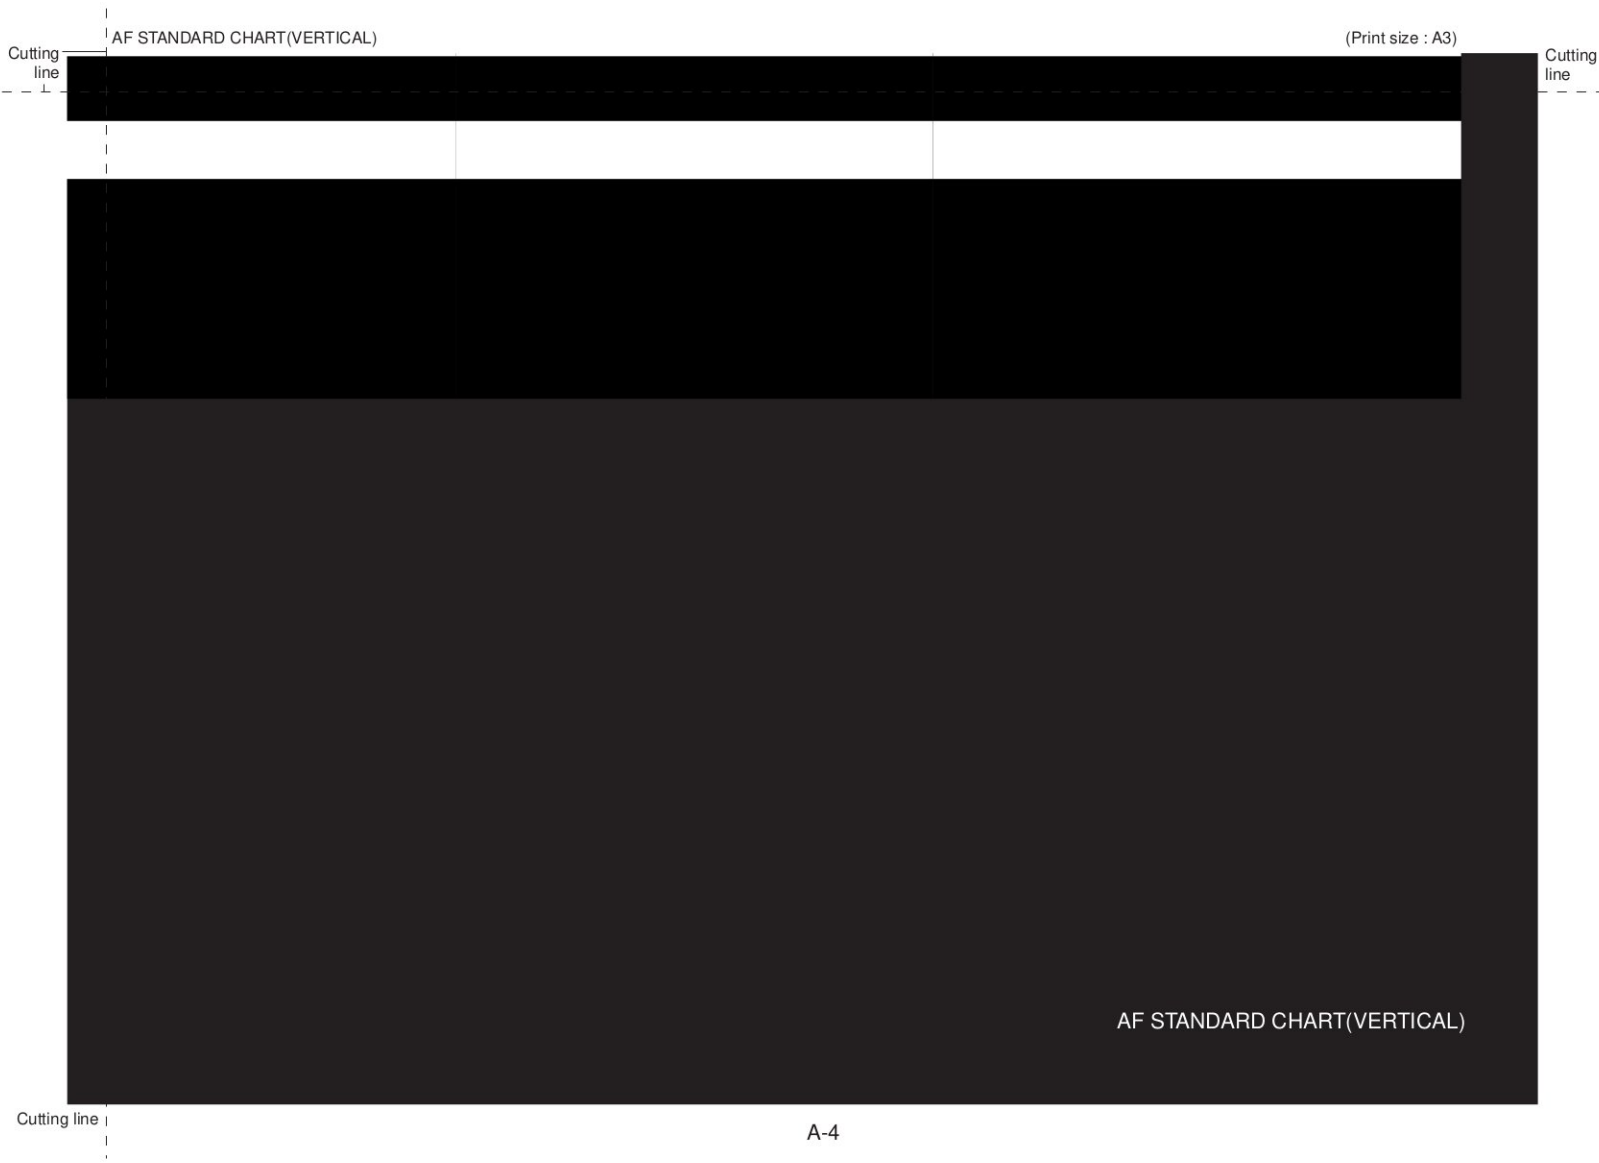 AF STANDARD CHART(VERTICAL)
(Print size : A3)
Cutting
line
Cutting
line
AF STANDARD CHART(VERTICAL)
Cutting line
A-4